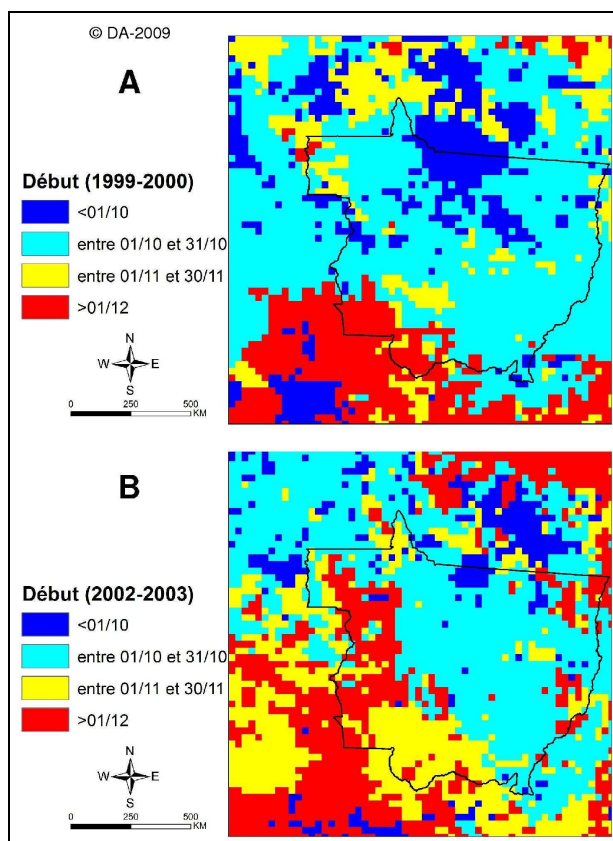 © DA-2009
A
Début (1999-2000)
<01/10
entre 01/10 et 31/10
entre 01/11 et 30/11
>01/12
N
W E
S
0 250 500
KM
B
Début (2002-2003)
<01/10
entre 01/10 et 31/10
entre 01/11 et 30/11
>01/12
N
W E
S
0 250 500
KM